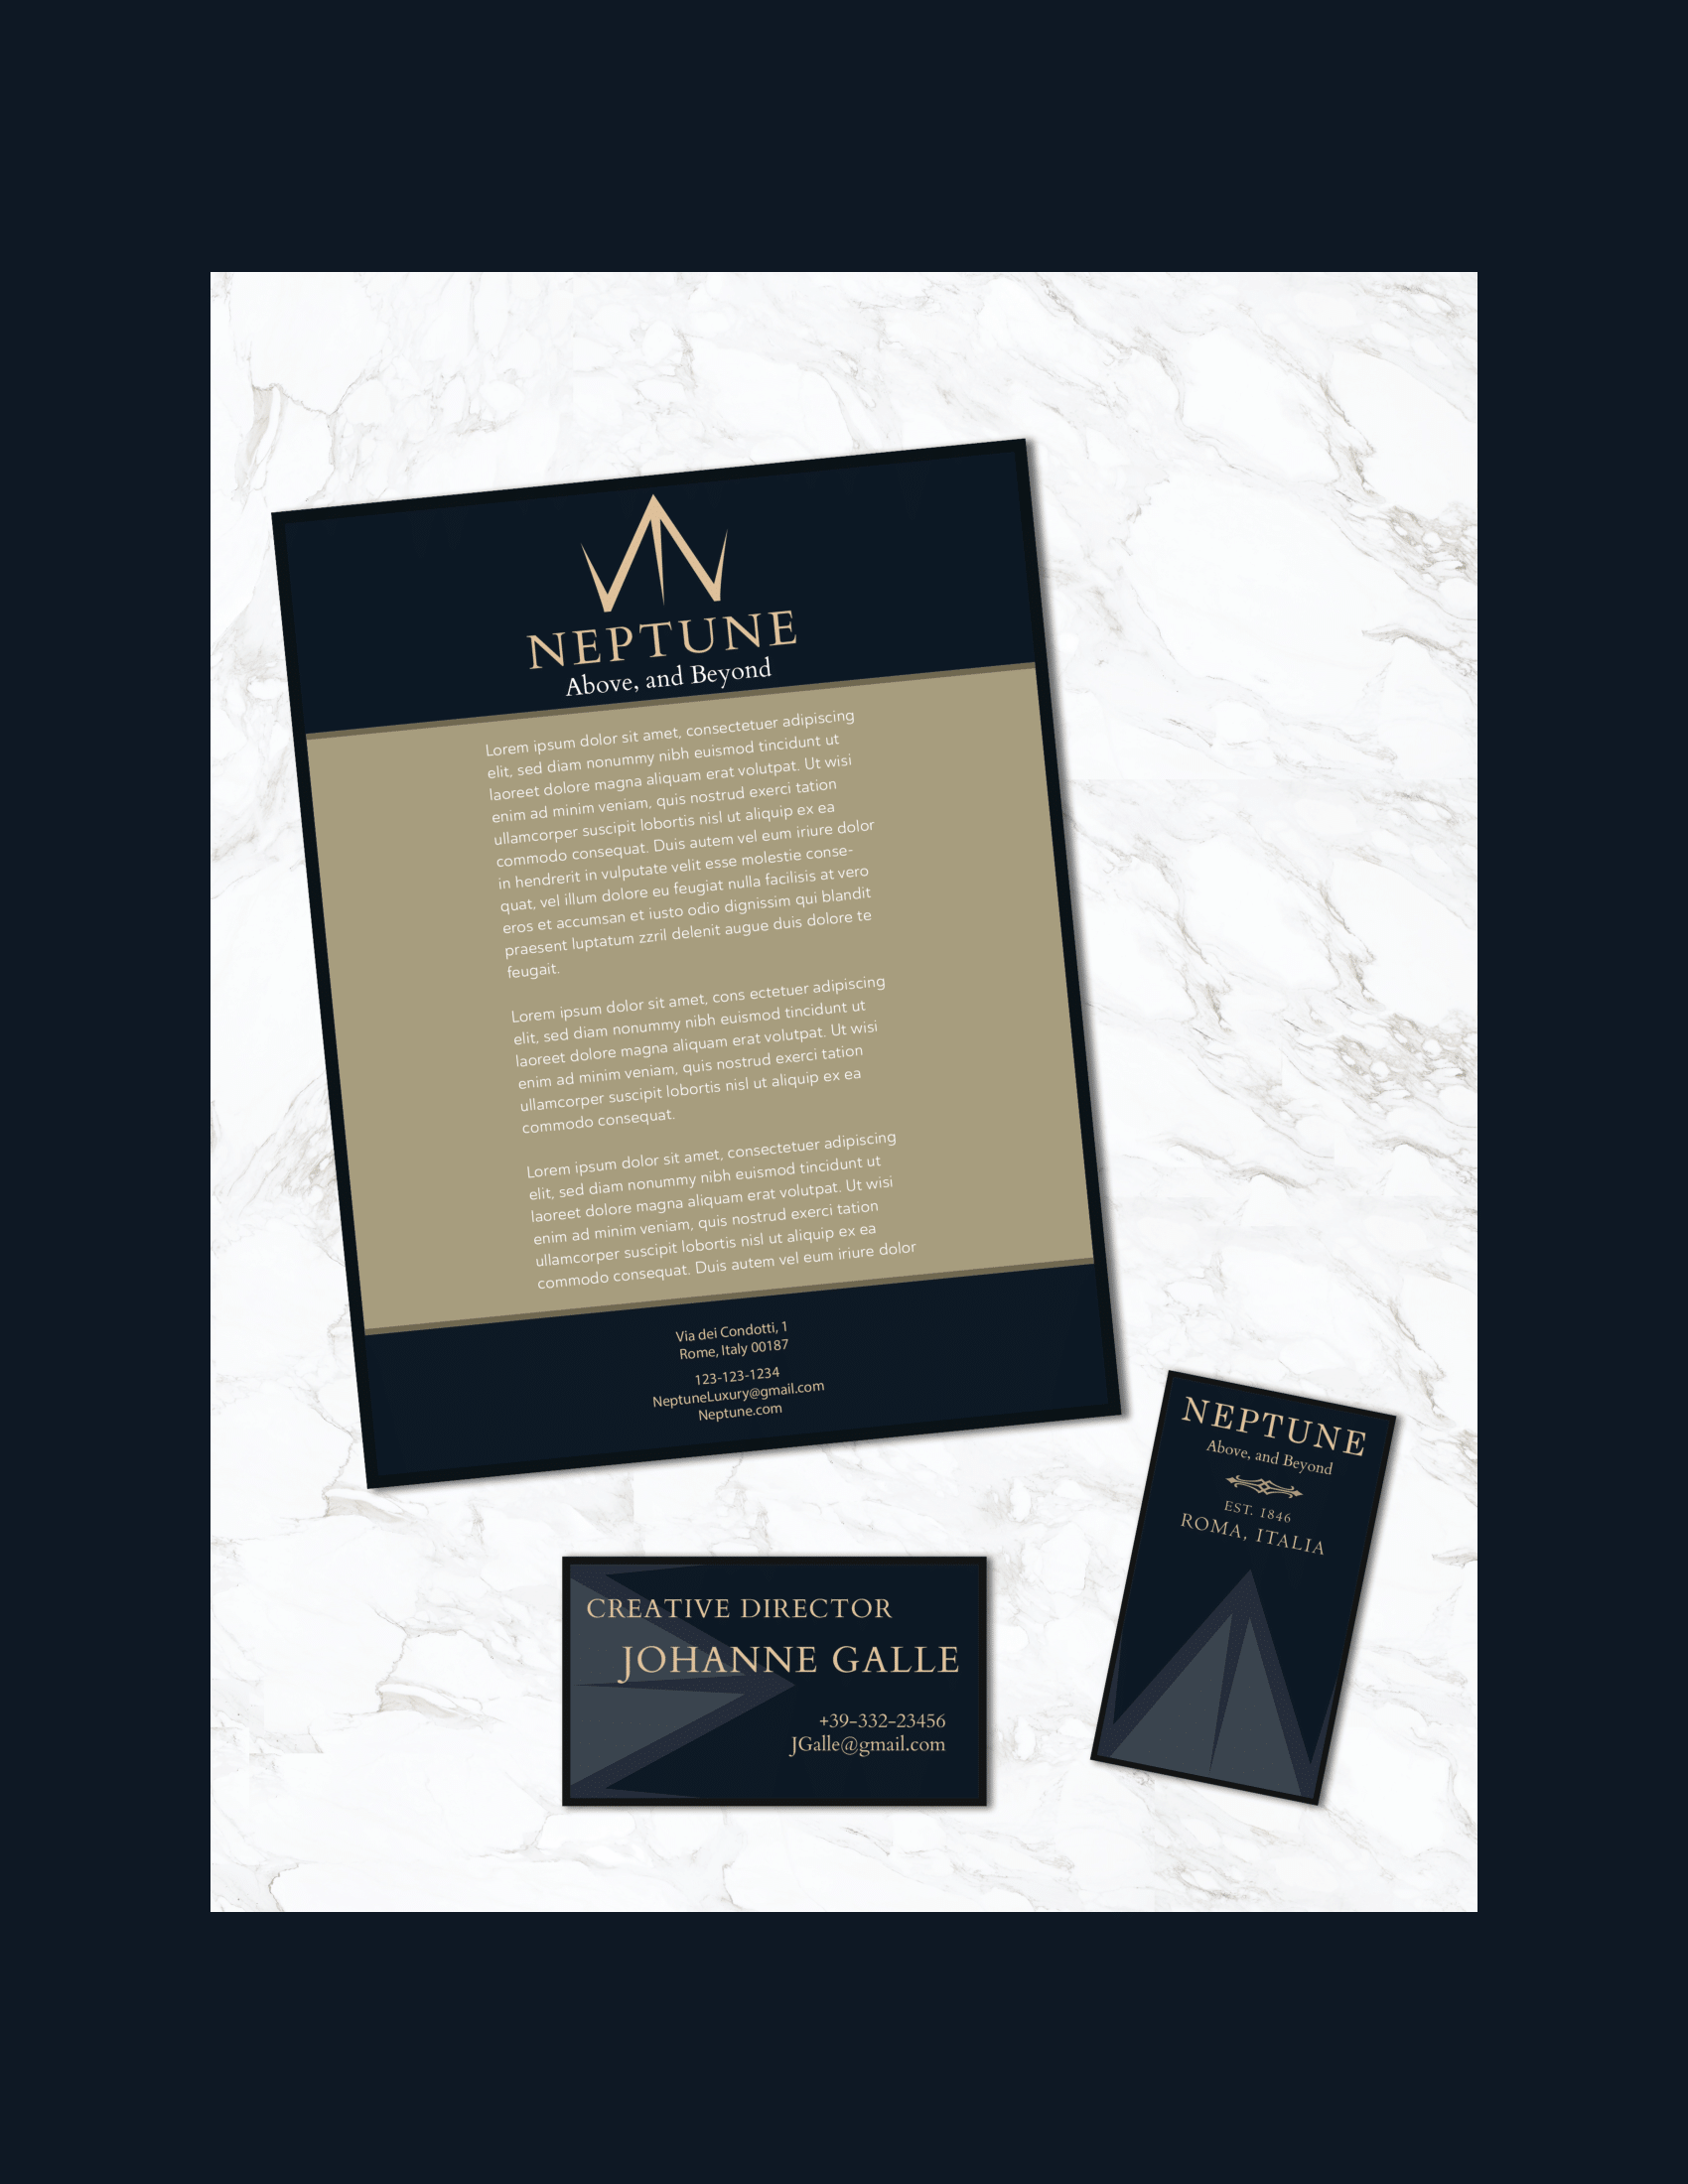 NEPTUNE
Above, and Beyond
Lorem ipsum dolor sit amet, consectetuer adipiscing
elit, sed diam nonummy nibh euismod tincidunt ut
laoreet dolore magna aliquam erat volutpat. Ut wisi
enim ad minim veniam, quis nostrud exerci tation
ullamcorper suscipit lobortis nisl ut aliquip ex ea
commodo consequat. Duis autem vel eum iriure dolor
in hendrerit in vulputate velit esse molestie conse-
quat, vel illum dolore eu feugiat nulla facilisis at vero
eros et accumsan et iusto odio dignissim qui blandit
praesent luptatum zzril delenit augue duis dolore te
feugait.
Lorem ipsum dolor sit amet, cons ectetuer adipiscing
elit, sed diam nonummy nibh euismod tincidunt ut
laoreet dolore magna aliquam erat volutpat. Ut wisi
enim ad minim veniam, quis nostrud exerci tation
ullamcorper suscipit lobortis nisl ut aliquip ex ea
commodo consequat.
Lorem ipsum dolor sit amet, consectetuer adipiscing
elit, sed diam nonummy nibh euismod tincidunt ut
laoreet dolore magna aliquam erat volutpat. Ut wisi
enim ad minim veniam, quis nostrud exerci tation
ullamcorper suscipit lobortis nisl ut aliquip ex ea
commodo consequat. Duis autem vel eum iriure dolor
Via dei Condotti, 1
Rome, Italy 00187
123-123-1234
NeptuneLuxury@gmail.com
Neptune.com
NEPTUNE
Above, and Beyond
EST. 1846
ROMA, ITALIA
CREATIVE DIRECTOR
JOHANNE GALLE
+39-332-23456
JGalle@gmail.com